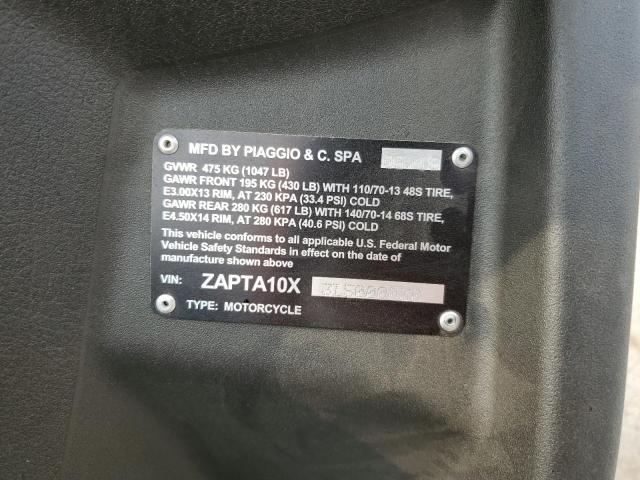 MFD BY PIAGGIO & C. SPA
GVWR 475 KG (1047 LB)
GAWR FRONT 195 KG (430 LB) WITH 110/70-13 48S TIRE,
E3.00X13 RIM, AT 230 KPA (33.4 PSI) COLD
GAWR REAR 280 KG (617 LB) WITH 140/70-14 68S TIRE,
E4.50X14 RIM, AT 280 KPA (40.6 PSI) COLD
This vehicle conforms to all applicable U.S. Federal Motor
Vehicle Safety Standards in effect on the date of
manufacture shown above
VIN: ZAPTA10X
TYPE: MOTORCYCLE